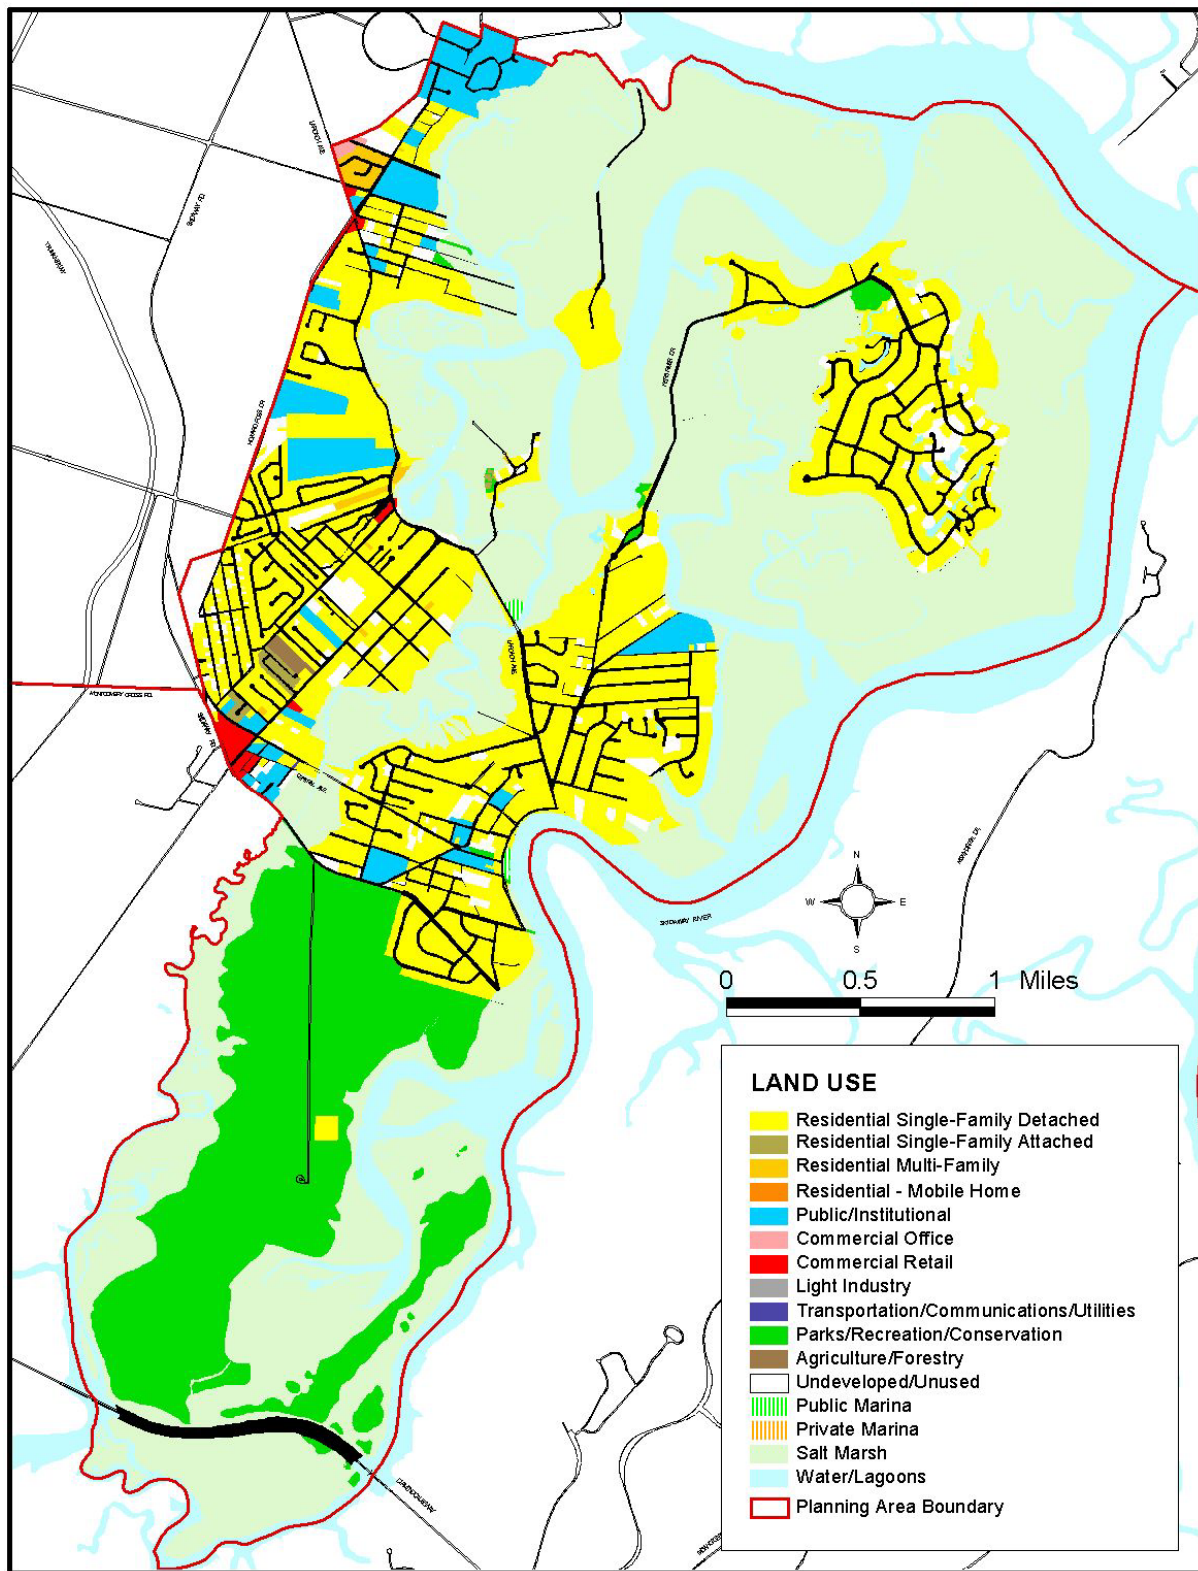 SKIDAWAY RIVER
N
W E
S
0 0.5 1 Miles
LAND USE
Residential Single-Family Detached
Residential Single-Family Attached
Residential Multi-Family
Residential - Mobile Home
Public/Institutional
Commercial Office
Commercial Retail
Light Industry
Transportation/Communications/Utilities
Parks/Recreation/Conservation
Agriculture/Forestry
Undeveloped/Unused
Public Marina
Private Marina
Salt Marsh
Water/Lagoons
Planning Area Boundary